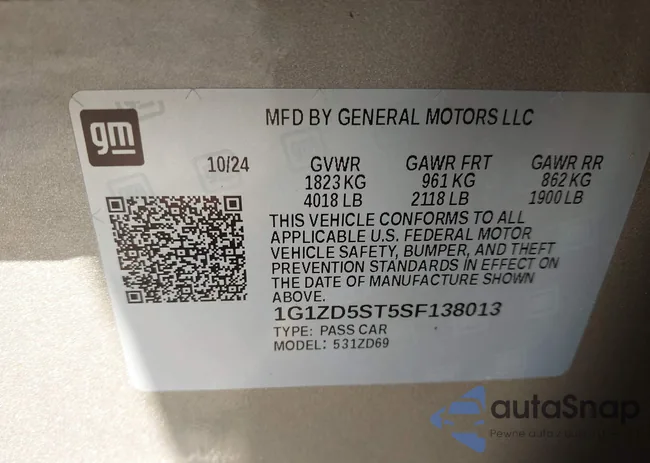 gm
MFD BY GENERAL MOTORS LLC
10/24 GVWR GAWR FRT GAWR RR
1823 KG 961 KG 862 KG
4018 LB 2118 LB 1900 LB
THIS VEHICLE CONFORMS TO ALL
APPLICABLE U.S. FEDERAL MOTOR
VEHICLE SAFETY, BUMPER, AND THEFT
PREVENTION STANDARDS IN EFFECT ON
THE DATE OF MANUFACTURE SHOWN
ABOVE.
1G1ZD5ST5SF138013
TYPE: PASS CAR
MODEL: 531ZD69
autaSnap
Pewne auta z